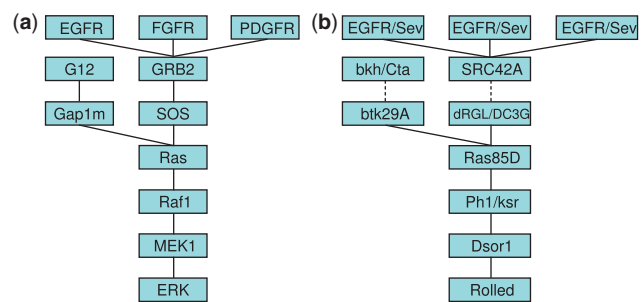 (a)
EGFR
FGFR
PDGFR
G12
GRB2
Gap1m
SOS
Ras
Raf1
MEK1
ERK
(b)
EGFR/Sev
EGFR/Sev
EGFR/Sev
bkh/Cta
SRC42A
btk29A
dRGL/DC3G
Ras85D
Ph1/ksr
Dsor1
Rolled